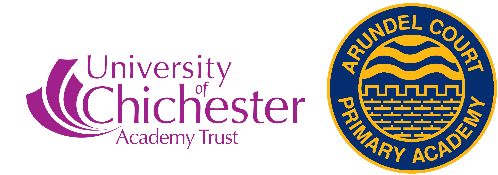 University
of
Chichester
Academy Trust
ARUNDEL COURT
PRIMARY ACADEMY